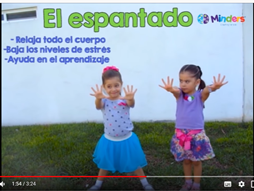 El espantado
Minders
- Relaja todo el cuerpo
-Baja los niveles de estrés
-Ayuda en el aprendizaje
1:54 / 3:24